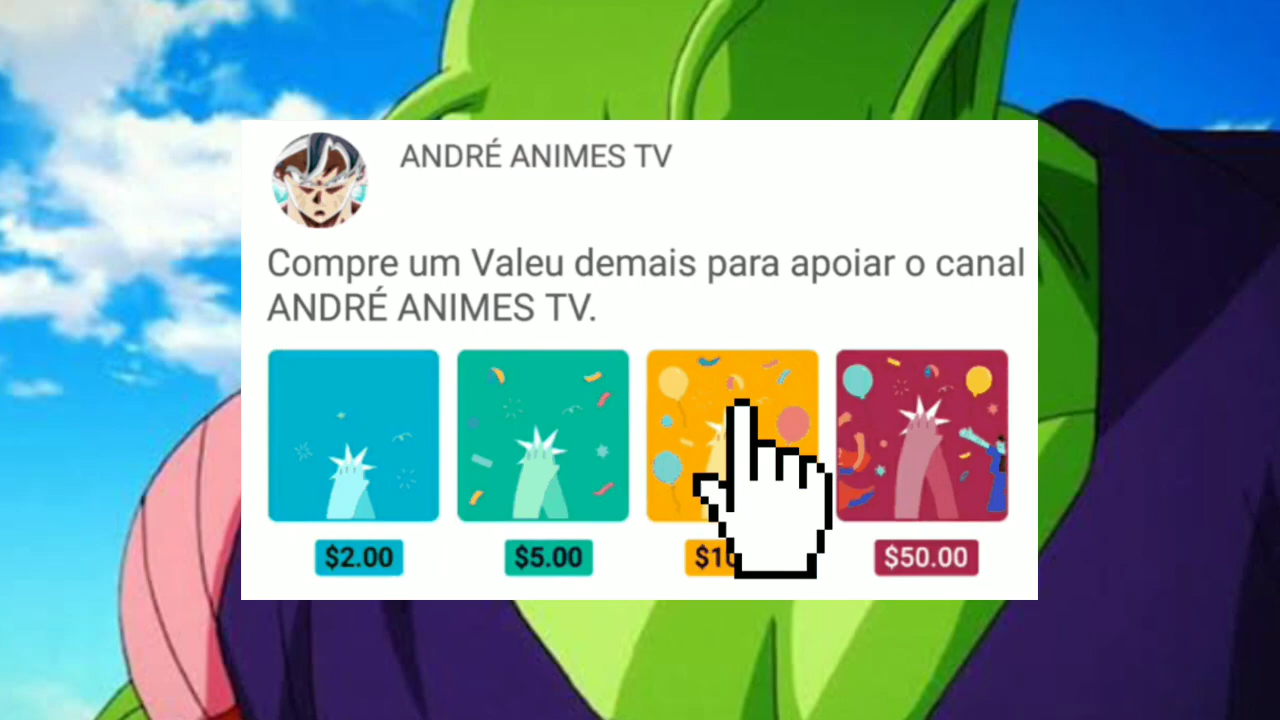 ANDRÉ ANIMES TV
Compre um Valeu demais para apoiar o canal
ANDRÉ ANIMES TV.
$2.00 $5.00 $50.00